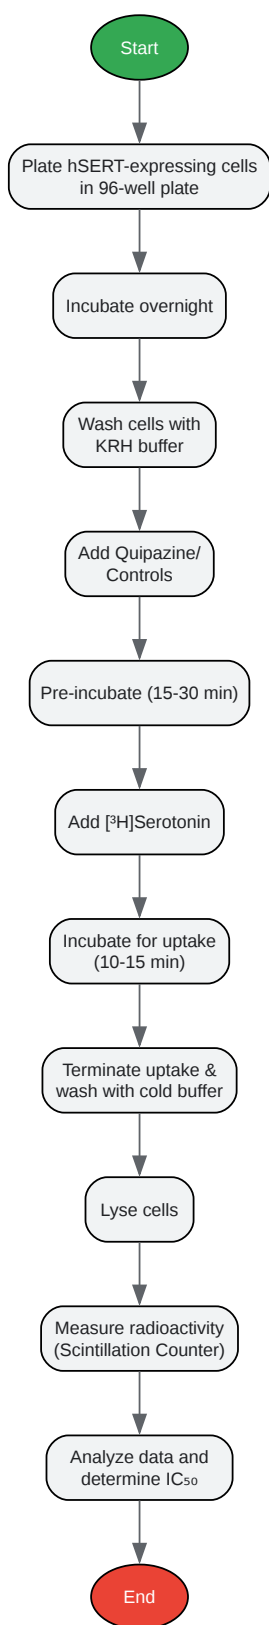 Start
Plate hSERT-expressing cells
in 96-well plate
Incubate overnight
Wash cells with
KRH buffer
Add Quipazine/
Controls
Pre-incubate (15-30 min)
Add [³H]Serotonin
Incubate for uptake
(10-15 min)
Terminate uptake &
wash with cold buffer
Lyse cells
Measure radioactivity
(Scintillation Counter)
Analyze data and
determine IC₅₀
End